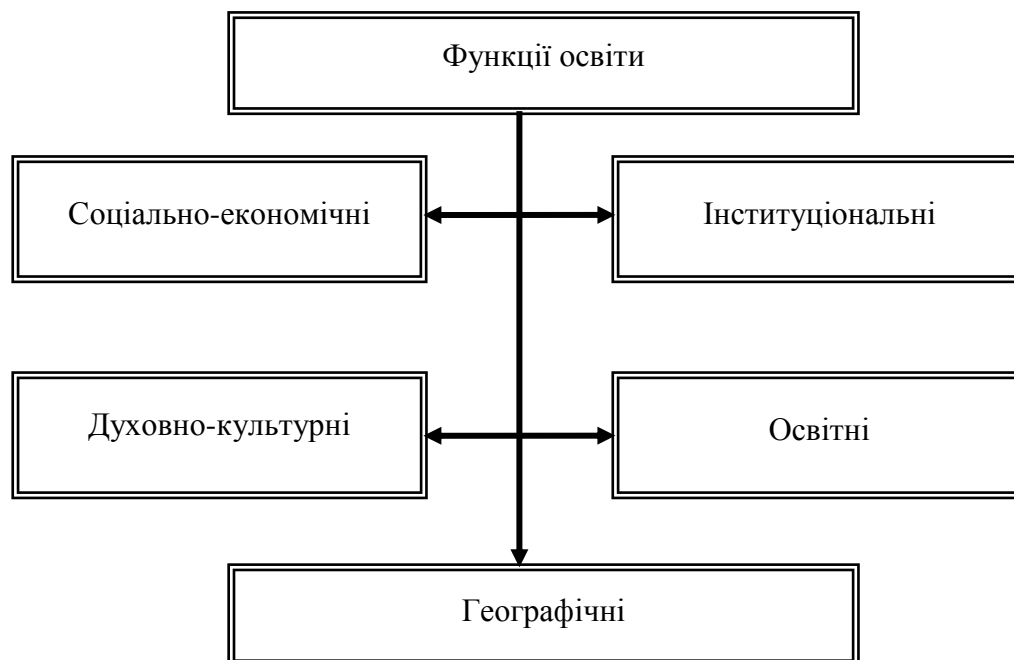 Функції освіти
Соціально-економічні
Інституціональні
Духовно-культурні
Освітні
Географічні